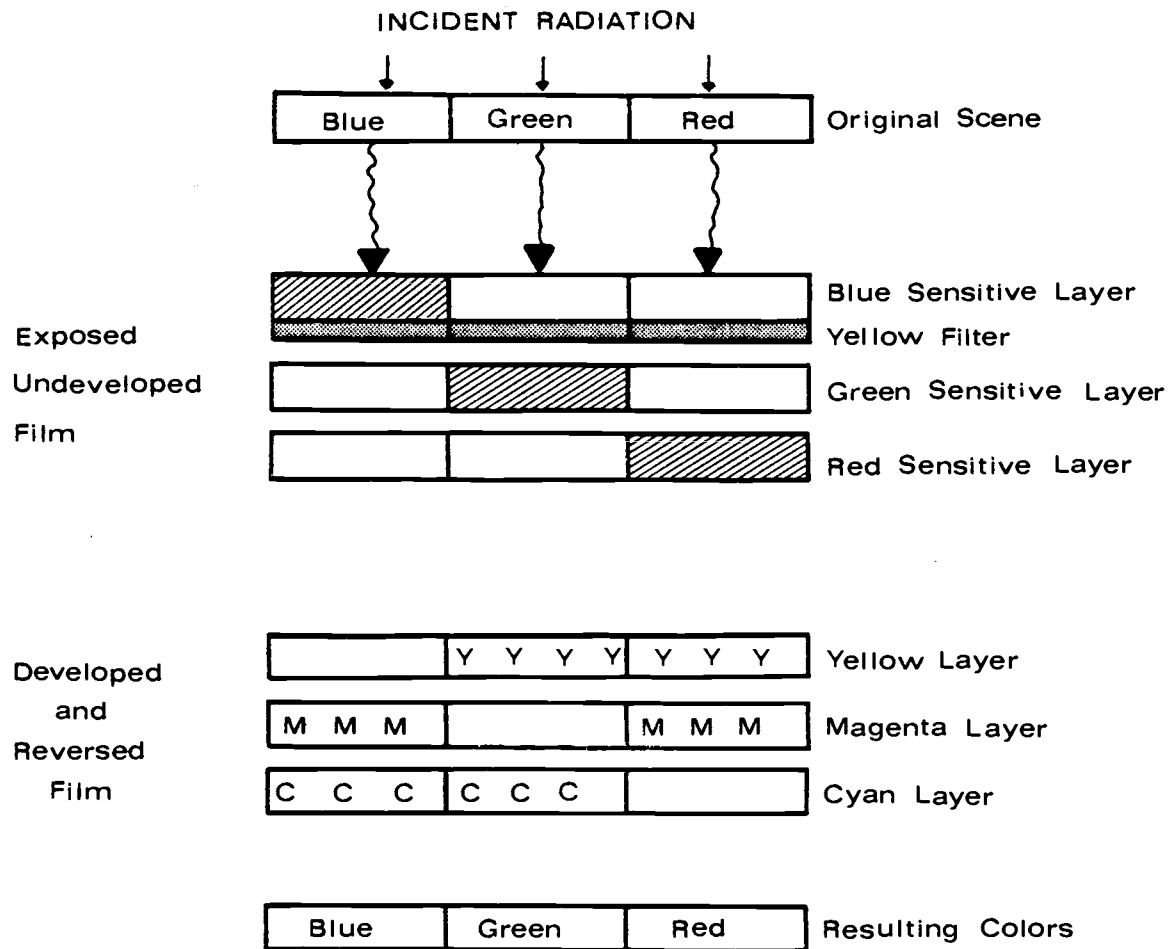 INCIDENT RADIATION
Blue Green Red Original Scene
Blue Sensitive Layer
Exposed Yellow Filter
Undeveloped Green Sensitive Layer
Film
Red Sensitive Layer
Y Y Y Y Y Y Y Yellow Layer
Developed
and M M M M M M Magenta Layer
Reversed
Film C C C C C C Cyan Layer
Blue Green Red Resulting Colors